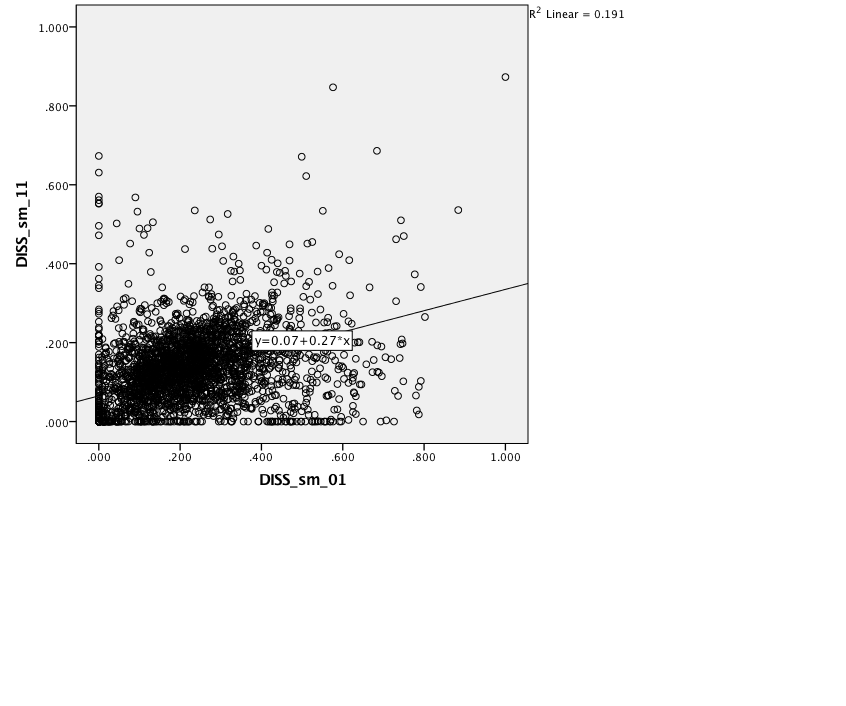 R² Linear = 0.191
1.000
.800
.600
.400
.200
.000
DISS_sm_11
y=0.07+0.27*x
.000 .200 .400 .600 .800 1.000
DISS_sm_01